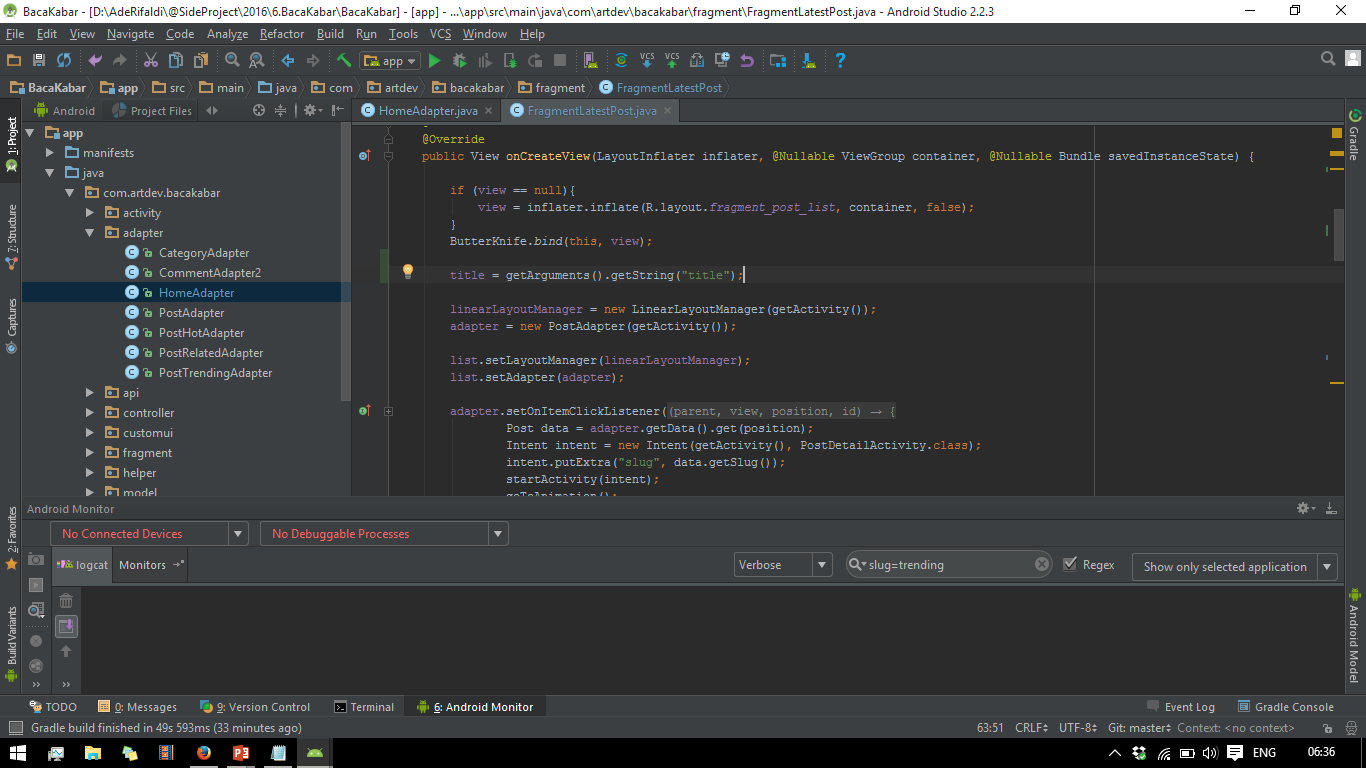 BacaKabar - [D:\AdeRifaldi\@SideProject\2016\6.BacaKabar\BacaKabar] - [app] - ...\app\src\main\java\com\artdev\bacakabar\fragment\FragmentLatestPost.java - Android Studio 2.2.3
File Edit View Navigate Code Analyze Refactor Build Run Tools VCS Window Help
app
VCS VCS
BacaKabar app src main java com artdev bacakabar fragment FragmentLatestPost
Android Project Files
HomeAdapter.java FragmentLatestPost.java
1: Project
7: Structure
Captures
2: Favorites
Build Variants
app
manifests
java
com.artdev.bacakabar
activity
adapter
CategoryAdapter
CommentAdapter2
HomeAdapter
PostAdapter
PostHotAdapter
PostRelatedAdapter
PostTrendingAdapter
api
controller
customui
fragment
helper
model
@Override
public View onCreateView(LayoutInflater inflater, @Nullable ViewGroup container, @Nullable Bundle savedInstanceState) {
if (view == null){
view = inflater.inflate(R.layout.fragment_post_list, container, false);
}
ButterKnife.bind(this, view);
title = getArguments().getString("title");
linearLayoutManager = new LinearLayoutManager(getActivity());
adapter = new PostAdapter(getActivity());
list.setLayoutManager(linearLayoutManager);
list.setAdapter(adapter);
adapter.setOnItemClickListener((parent, view, position, id) → {
Post data = adapter.getData().get(position);
Intent intent = new Intent(getActivity(), PostDetailActivity.class);
intent.putExtra("slug", data.getSlug());
startActivity(intent);
goToAnimation();
Gradle
Android Model
Android Monitor
No Connected Devices No Debuggable Processes
logcat Monitors Verbose slug=trending Regex Show only selected application
TODO 0: Messages 9: Version Control Terminal 6: Android Monitor Event Log Gradle Console
Gradle build finished in 49s 593ms (33 minutes ago) 63:51 CRLF UTF-8 Git: master Context: <no context>
ENG 06:36